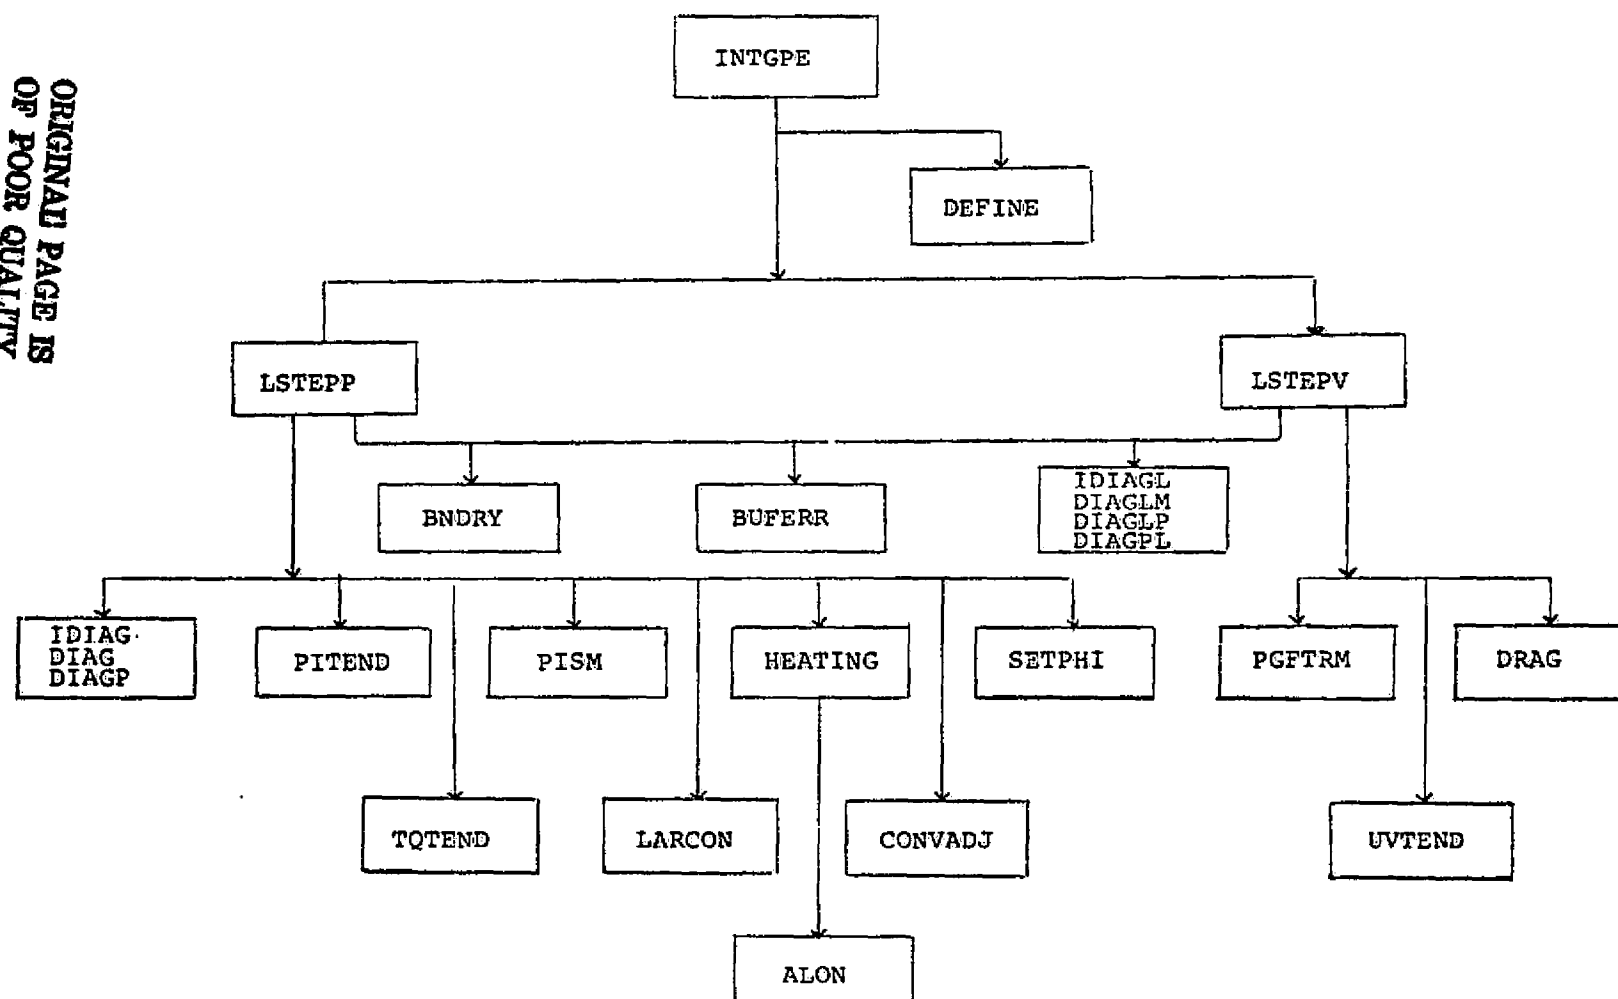 ORIGINAL PAGE IS
OF POOR QUALITY
INTGPE
DEFINE
LSTEPP
LSTEPV
BNDRY
BUFERR
IDIAGL
DIAGLM
DIAGLP
DIAGPL
IDIAG
DIAG
DIAGP
PITEND
PISM
HEATING
SETPHI
PGFTRM
DRAG
TQTEND
LARCON
CONVADJ
UVTEND
ALON